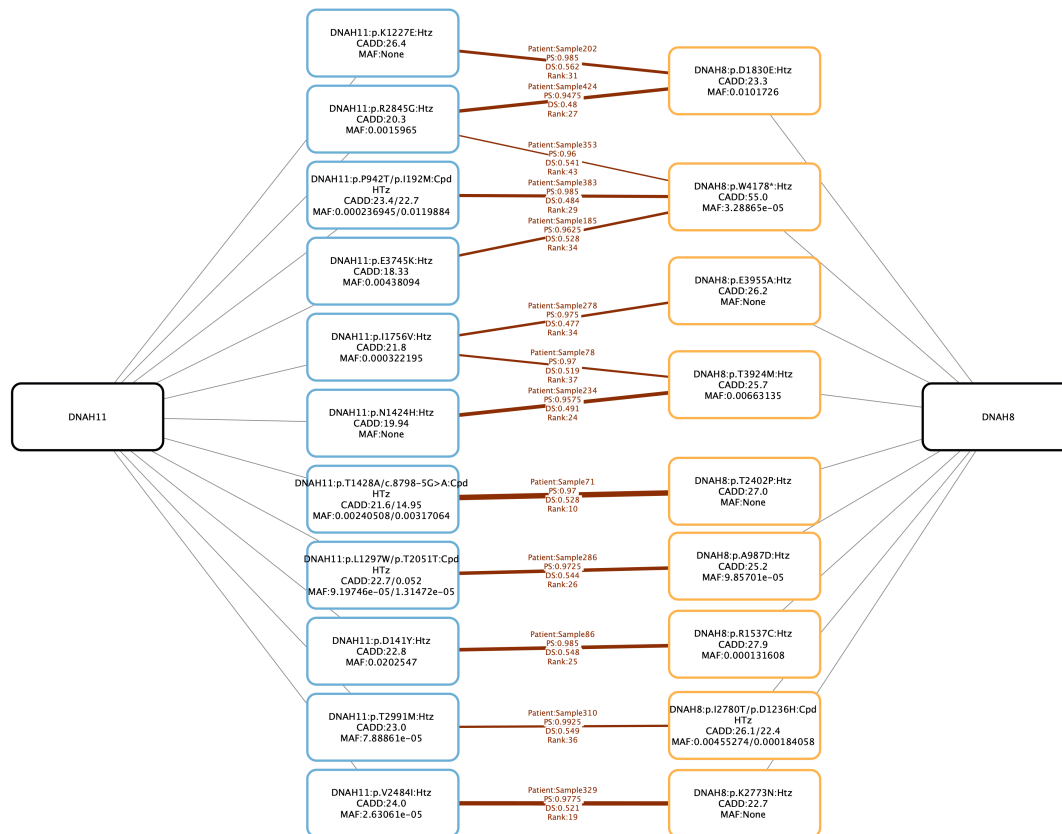 DNAH11
DNAH11:p.K1227E:Htz
CADD:26.4
MAF:None
DNAH11:p.R2845G:Htz
CADD:20.3
MAF:0.0015965
DNAH11:p.P942T/p.I192M:Cpd
HTz
CADD:23.4/22.7
MAF:0.000236945/0.0119884
DNAH11:p.E3745K:Htz
CADD:18.33
MAF:0.00438094
DNAH11:p.I1756V:Htz
CADD:21.8
MAF:0.000322195
DNAH11:p.N1424H:Htz
CADD:19.94
MAF:None
DNAH11:p.T1428A/c.8798-5G>A:Cpd
HTz
CADD:21.6/14.95
MAF:0.00240508/0.00317064
DNAH11:p.L1297W/p.T2051T:Cpd
HTz
CADD:22.7/0.052
MAF:9.19746e-05/1.31472e-05
DNAH11:p.D141Y:Htz
CADD:22.8
MAF:0.0202547
DNAH11:p.T2991M:Htz
CADD:23.0
MAF:7.88861e-05
DNAH11:p.V2484I:Htz
CADD:24.0
MAF:2.63061e-05
Patient:Sample202
PS:0.985
DS:0.562
Rank:31
Patient:Sample424
PS:0.9475
DS:0.48
Rank:27
Patient:Sample353
PS:0.96
DS:0.541
Rank:43
Patient:Sample383
PS:0.985
DS:0.484
Rank:29
Patient:Sample185
PS:0.9625
DS:0.528
Rank:34
Patient:Sample278
PS:0.975
DS:0.477
Rank:34
Patient:Sample78
PS:0.97
DS:0.519
Rank:37
Patient:Sample234
PS:0.9575
DS:0.491
Rank:24
Patient:Sample71
PS:0.97
DS:0.528
Rank:10
Patient:Sample286
PS:0.9725
DS:0.544
Rank:26
Patient:Sample86
PS:0.985
DS:0.548
Rank:25
Patient:Sample310
PS:0.9925
DS:0.549
Rank:36
Patient:Sample329
PS:0.9775
DS:0.521
Rank:19
DNAH8:p.D1830E:Htz
CADD:23.3
MAF:0.0101726
DNAH8:p.W4178*:Htz
CADD:55.0
MAF:3.28865e-05
DNAH8:p.E3955A:Htz
CADD:26.2
MAF:None
DNAH8:p.T3924M:Htz
CADD:25.7
MAF:0.00663135
DNAH8:p.T2402P:Htz
CADD:27.0
MAF:None
DNAH8:p.A987D:Htz
CADD:25.2
MAF:9.85701e-05
DNAH8:p.R1537C:Htz
CADD:27.9
MAF:0.000131608
DNAH8:p.I2780T/p.D1236H:Cpd
HTz
CADD:26.1/22.4
MAF:0.00455274/0.000184058
DNAH8:p.K2773N:Htz
CADD:22.7
MAF:None
DNAH8